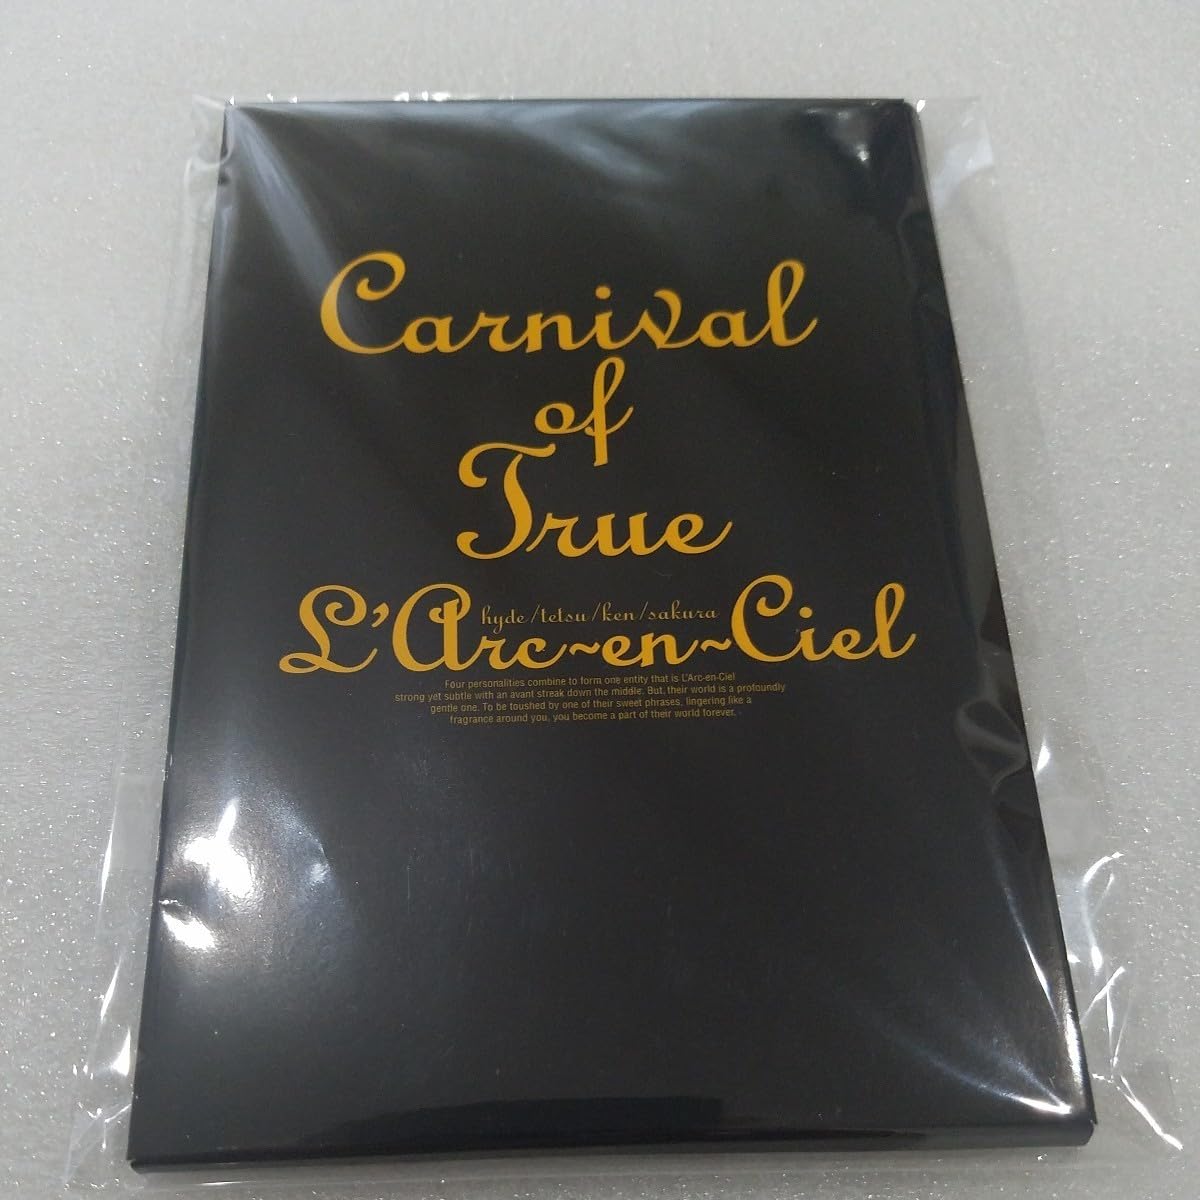 Carnival
of
True
hyde/tetsu/ken/sakura
L'Arc~en~Ciel
Four personalities combine to form one entity that is L'Arc-en-Ciel
strong yet subtle with an avant streak down the middle. But, their world is a profoundly
gentle one. To be toushed by one of their sweet phrases, lingering like a
fragrance around you, you become a part of their world forever.